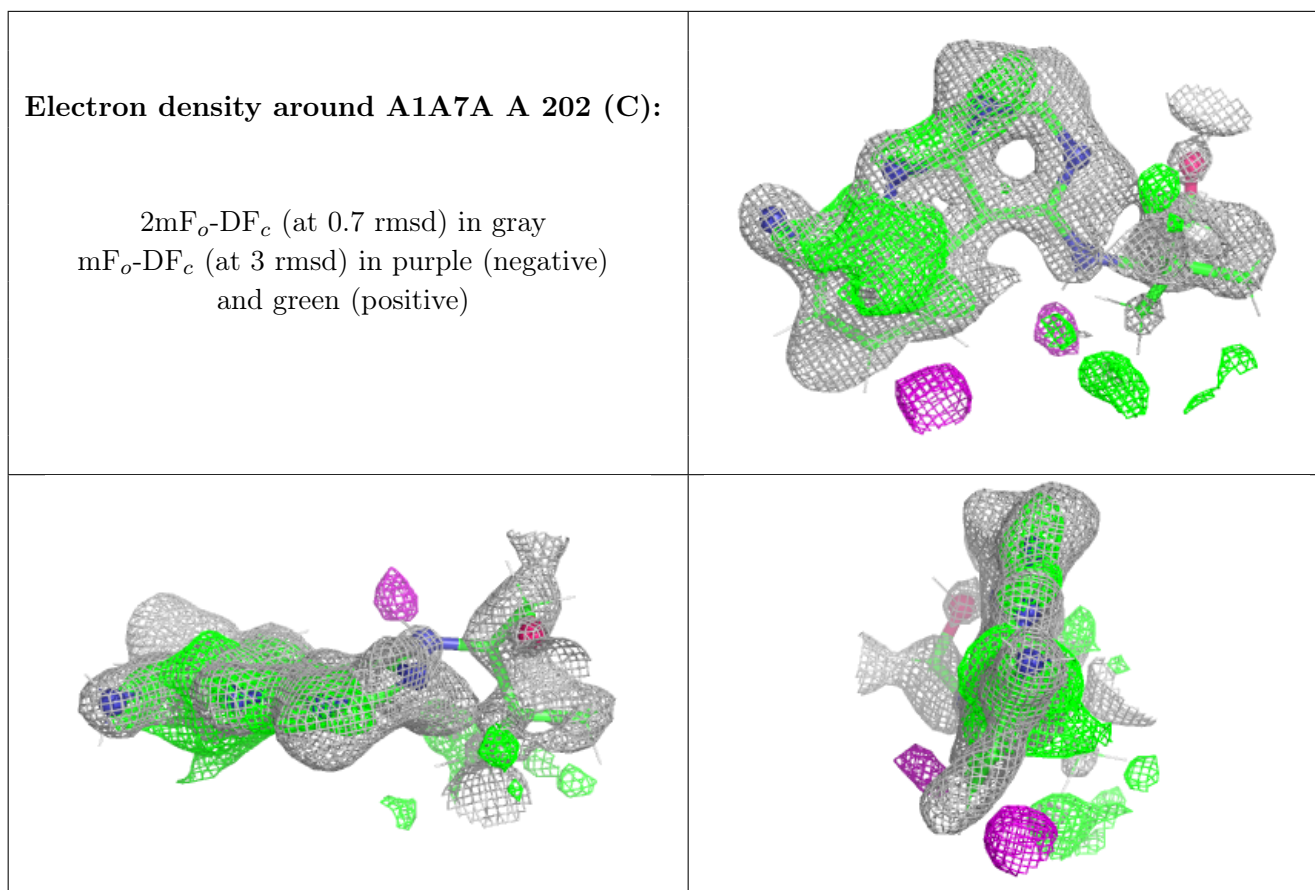 Electron density around A1A7A A 202 (C):
2mFₒ-DF𝑐 (at 0.7 rmsd) in gray
mFₒ-DF𝑐 (at 3 rmsd) in purple (negative)
and green (positive)